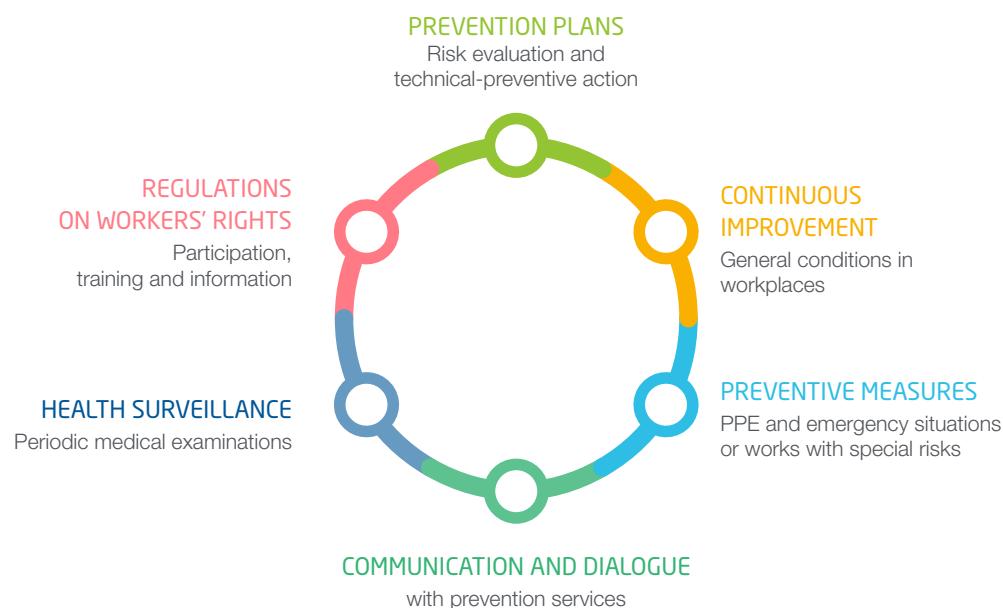 PREVENTION PLANS
Risk evaluation and
technical-preventive action
REGULATIONS
ON WORKERS’ RIGHTS
Participation,
training and information
CONTINUOUS
IMPROVEMENT
General conditions in
workplaces
HEALTH SURVEILLANCE
Periodic medical examinations
PREVENTIVE MEASURES
PPE and emergency situations
or works with special risks
COMMUNICATION AND DIALOGUE
with prevention services